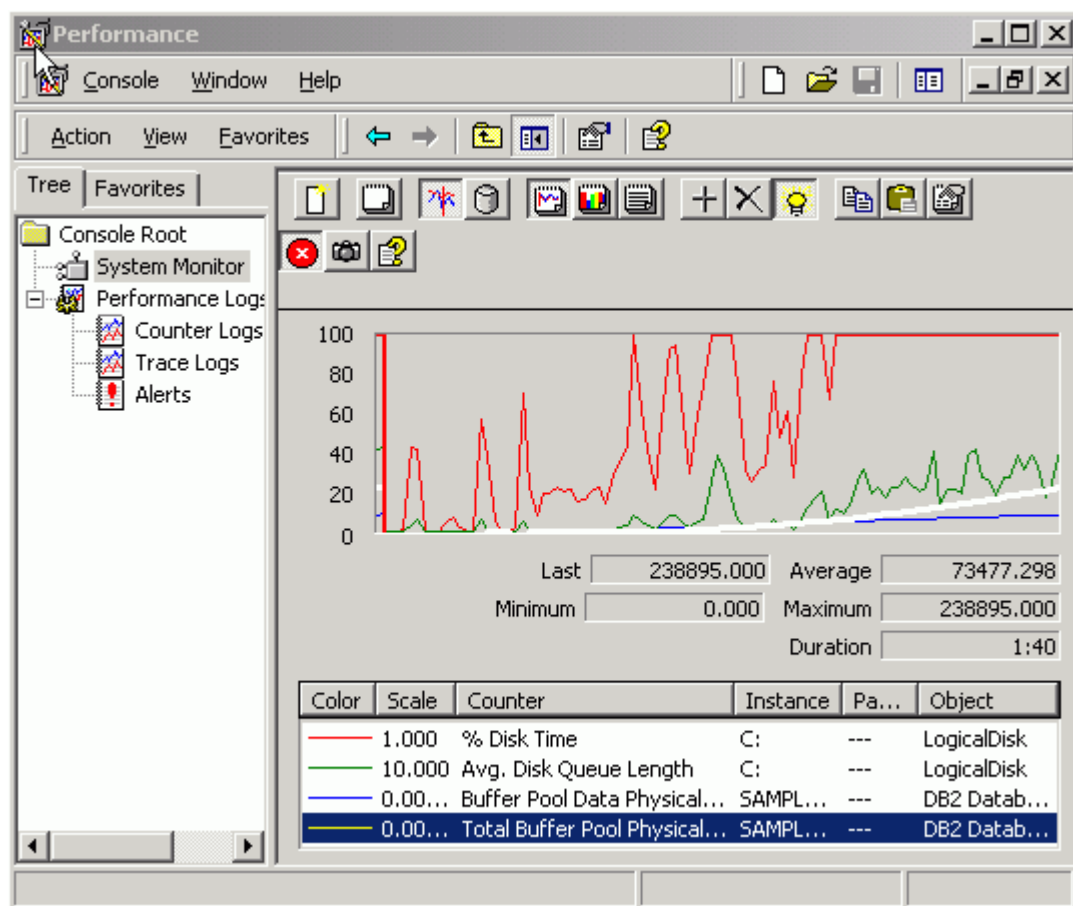 Performance
Console Window Help
Action View Favorites
Tree Favorites
Console Root
System Monitor
Performance Logs
Counter Logs
Trace Logs
Alerts
100
80
60
40
20
0
Last 238895.000 Average 73477.298
Minimum 0.000 Maximum 238895.000
Duration 1:40
Color Scale Counter Instance Pa... Object
1.000 % Disk Time C: --- LogicalDisk
10.000 Avg. Disk Queue Length C: --- LogicalDisk
0.00... Buffer Pool Data Physical... SAMPL... --- DB2 Datab...
0.00... Total Buffer Pool Physical... SAMPL... --- DB2 Datab...